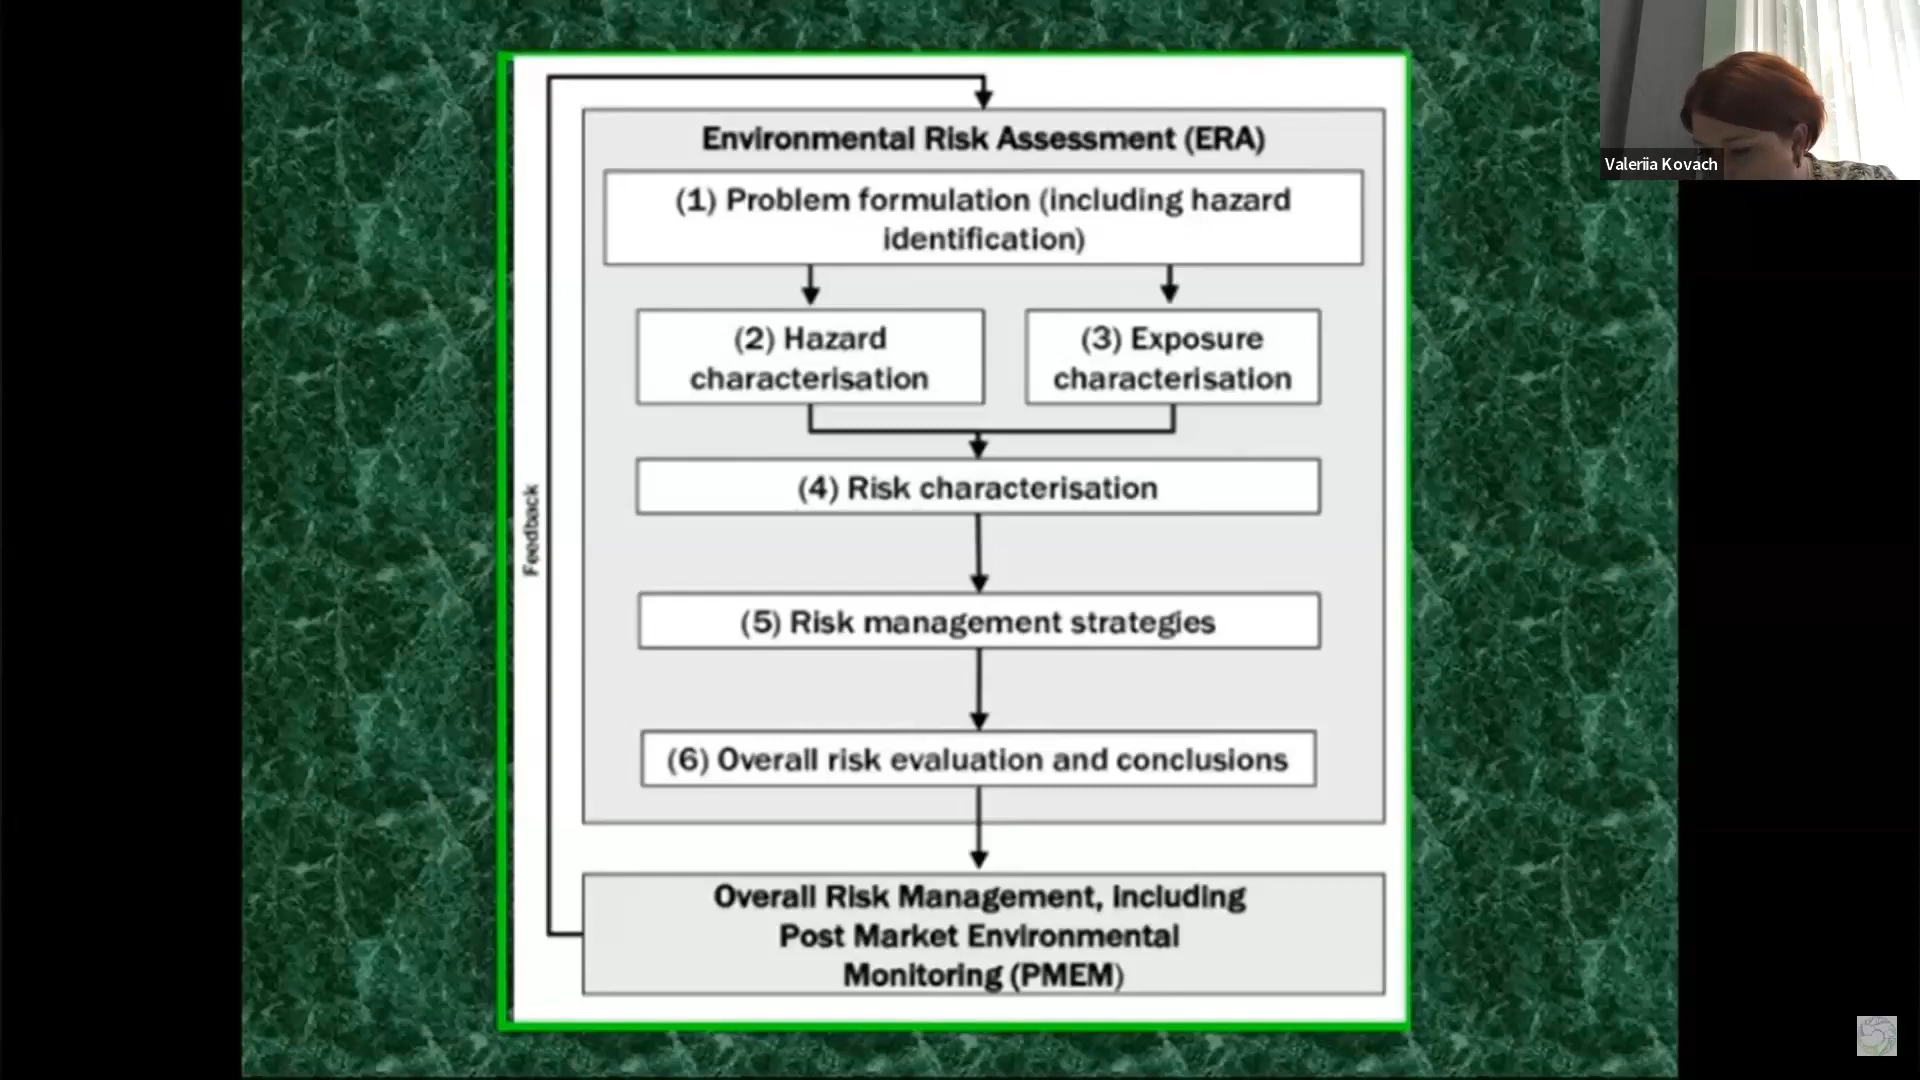 Environmental Risk Assessment (ERA)
(1) Problem formulation (including hazard
identification)
(2) Hazard
characterisation
(3) Exposure
characterisation
(4) Risk characterisation
(5) Risk management strategies
(6) Overall risk evaluation and conclusions
Overall Risk Management, including
Post Market Environmental
Monitoring (PMEM)
Feedback
Valeriia Kovach